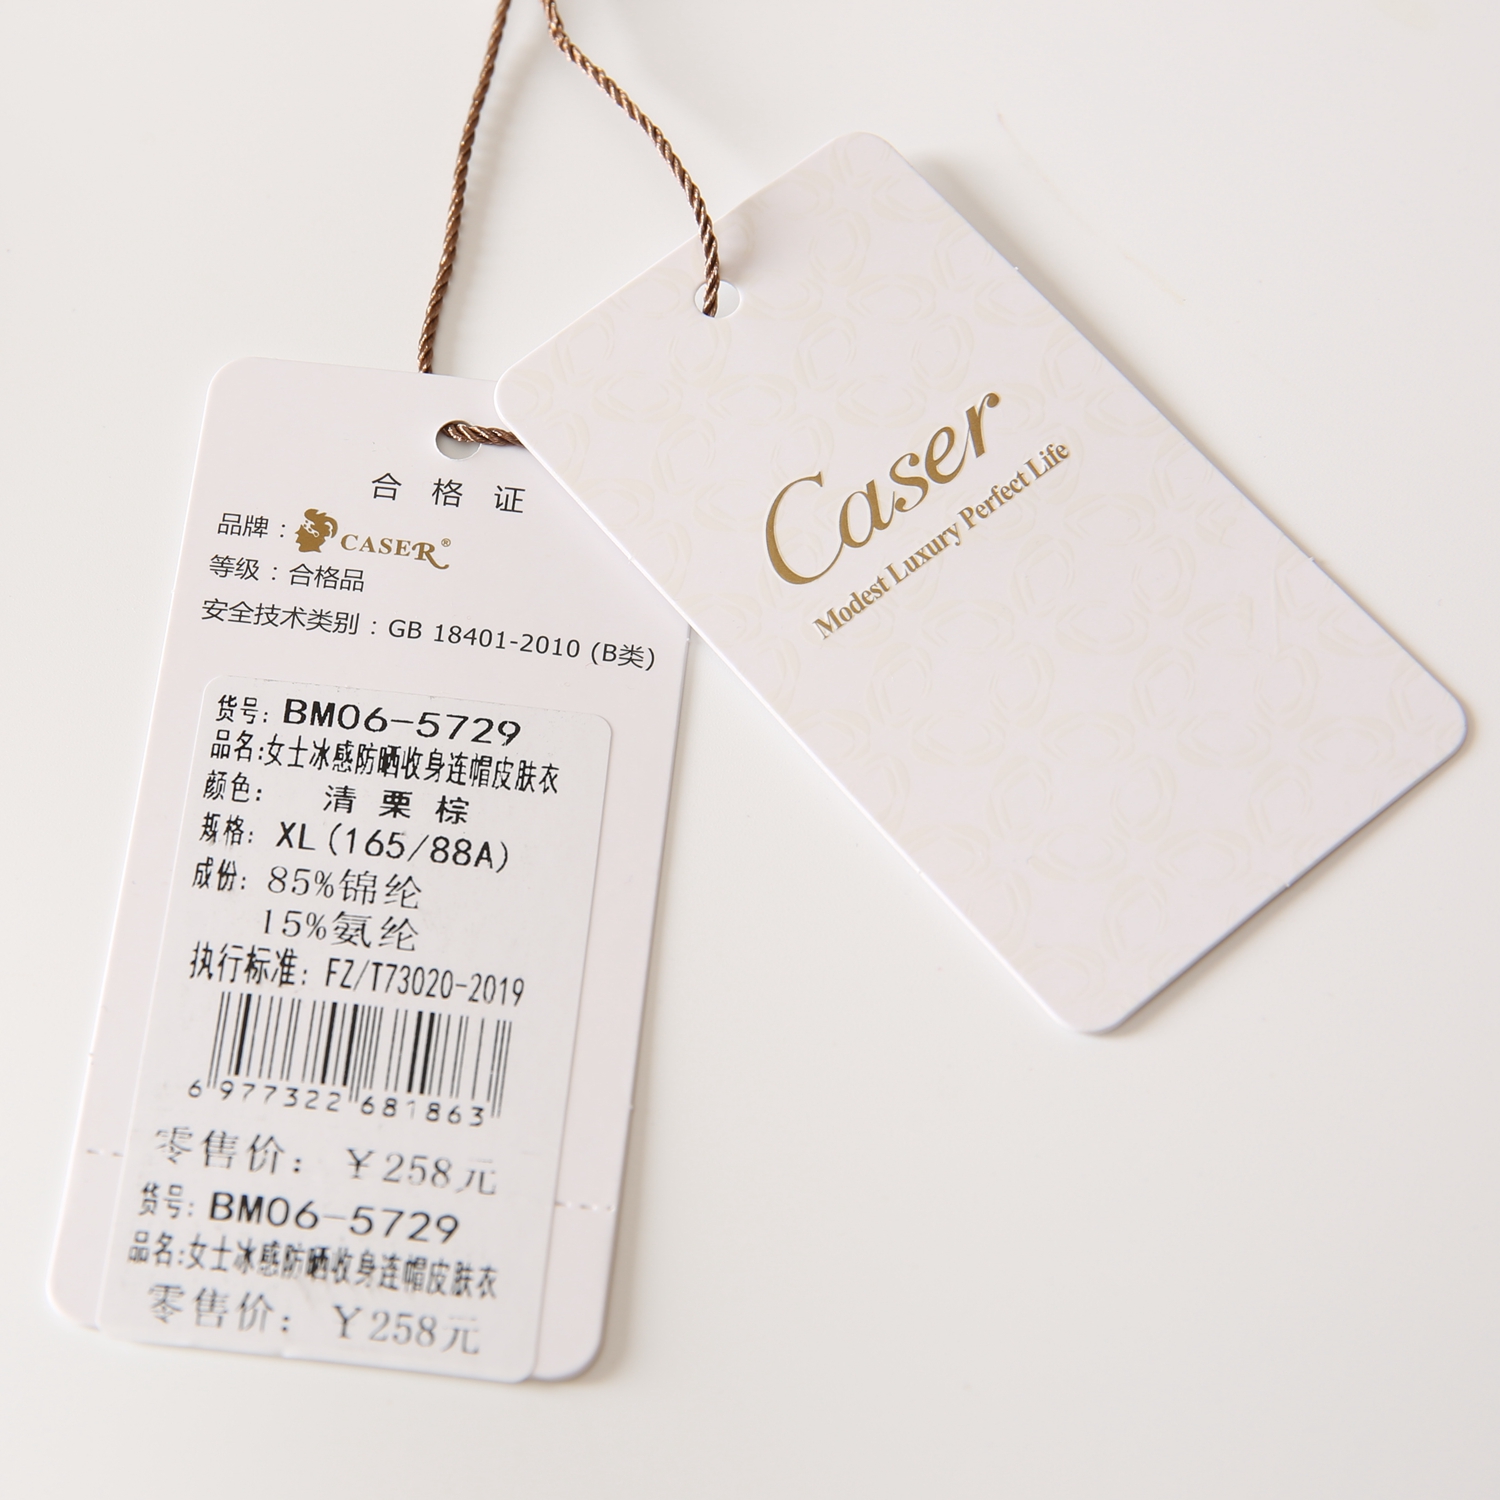 合格证
品牌：CASER®
等级：合格品
安全技术类别：GB 18401-2010 (B类)
货号: BM06-5729
品名:女士冰感防晒收身连帽皮肤衣
颜色: 清栗棕
规格: XL(165/88A)
成份: 85%锦纶
15%氨纶
执行标准: FZ/T73020-2019
6 977322 681863
零售价: ￥258元
货号: BM06-5729
品名:女士冰感防晒收身连帽皮肤衣
零售价: ￥258元
Caser
Modest Luxury Perfect Life